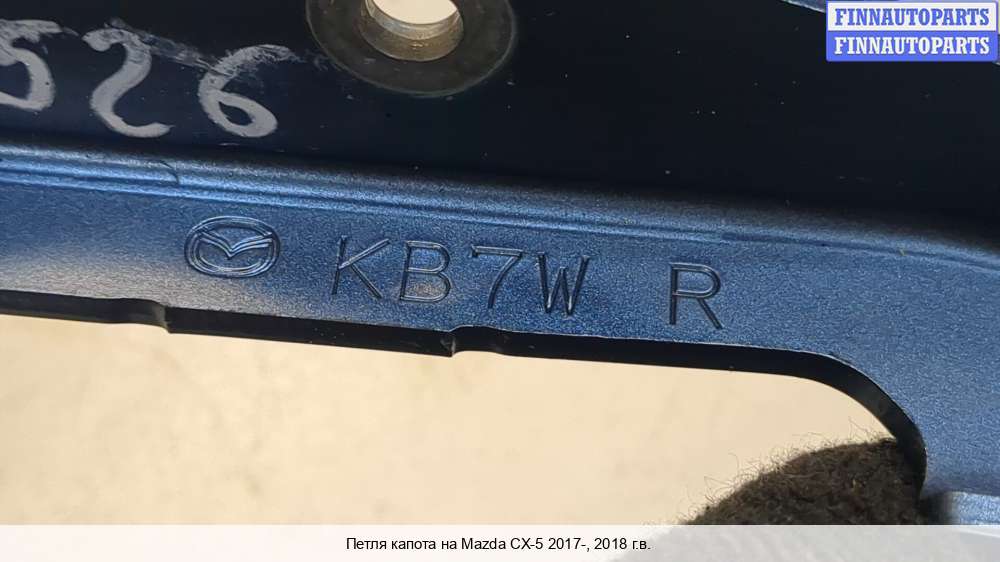 FINNAUTOPARTS
FINNAUTOPARTS
526
KB7W R
Петля капота на Mazda CX-5 2017-, 2018 г.в.